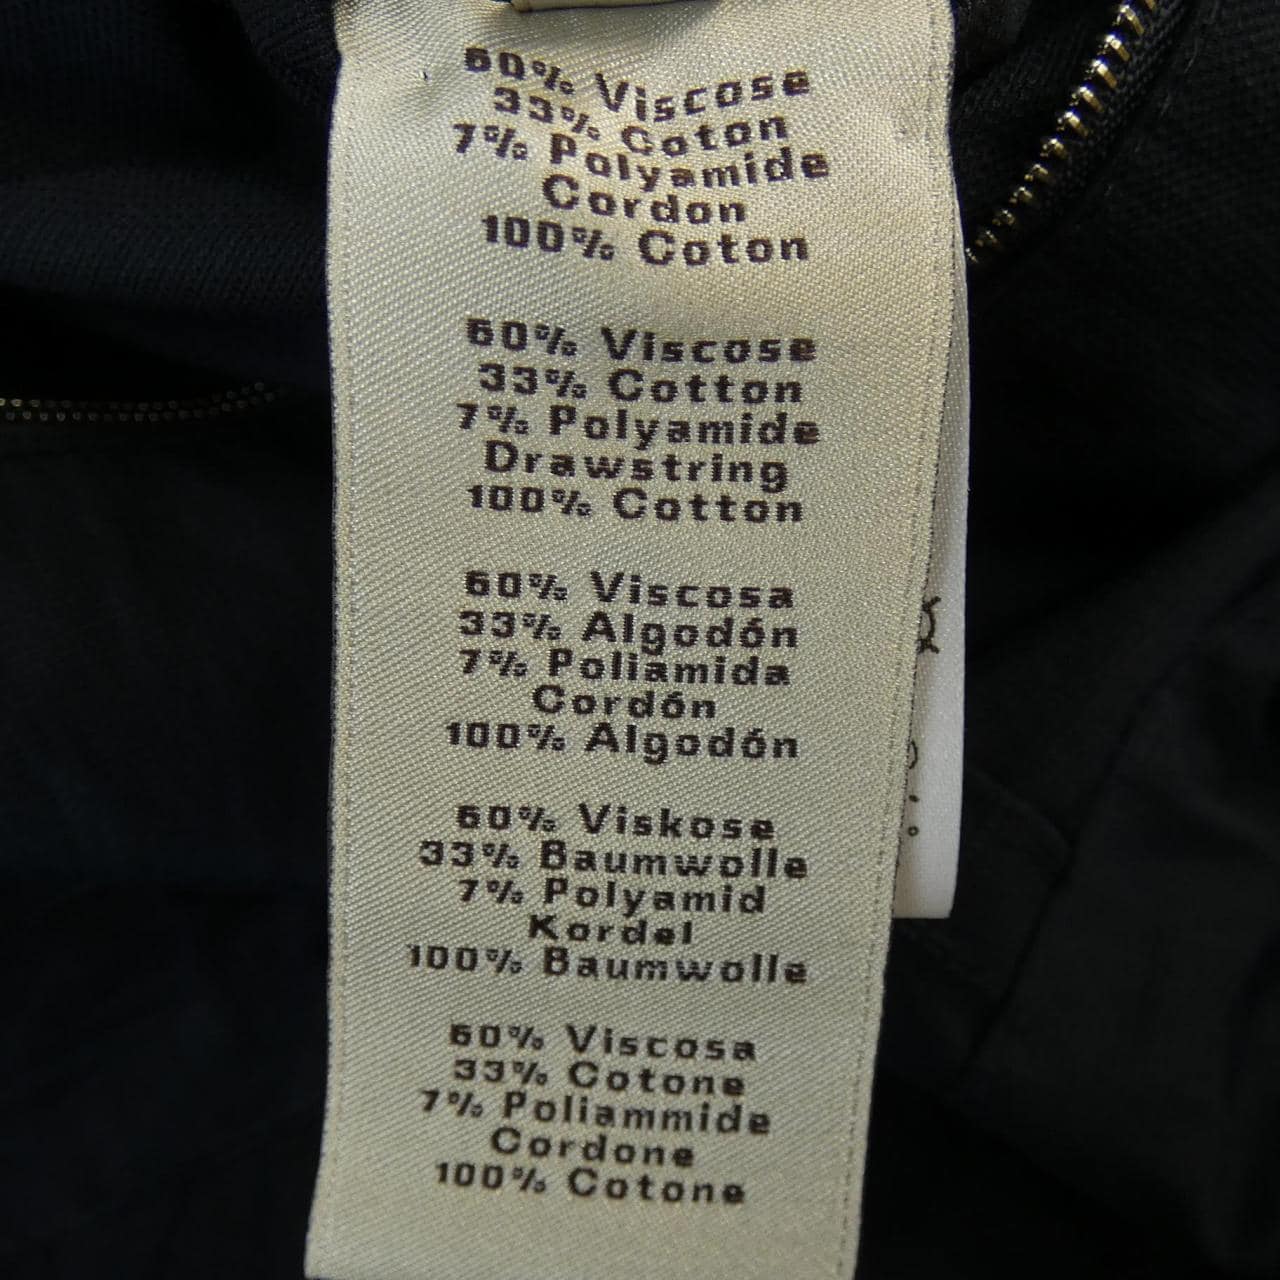 60% Viscose
33% Coton
7% Polyamide
Cordon
100% Coton
60% Viscose
33% Cotton
7% Polyamide
Drawstring
100% Cotton
60% Viscosa
33% Algodón
7% Poliamida
Cordón
100% Algodón
60% Viskose
33% Baumwolle
7% Polyamid
Kordel
100% Baumwolle
60% Viscosa
33% Cotone
7% Poliammide
Cordone
100% Cotone